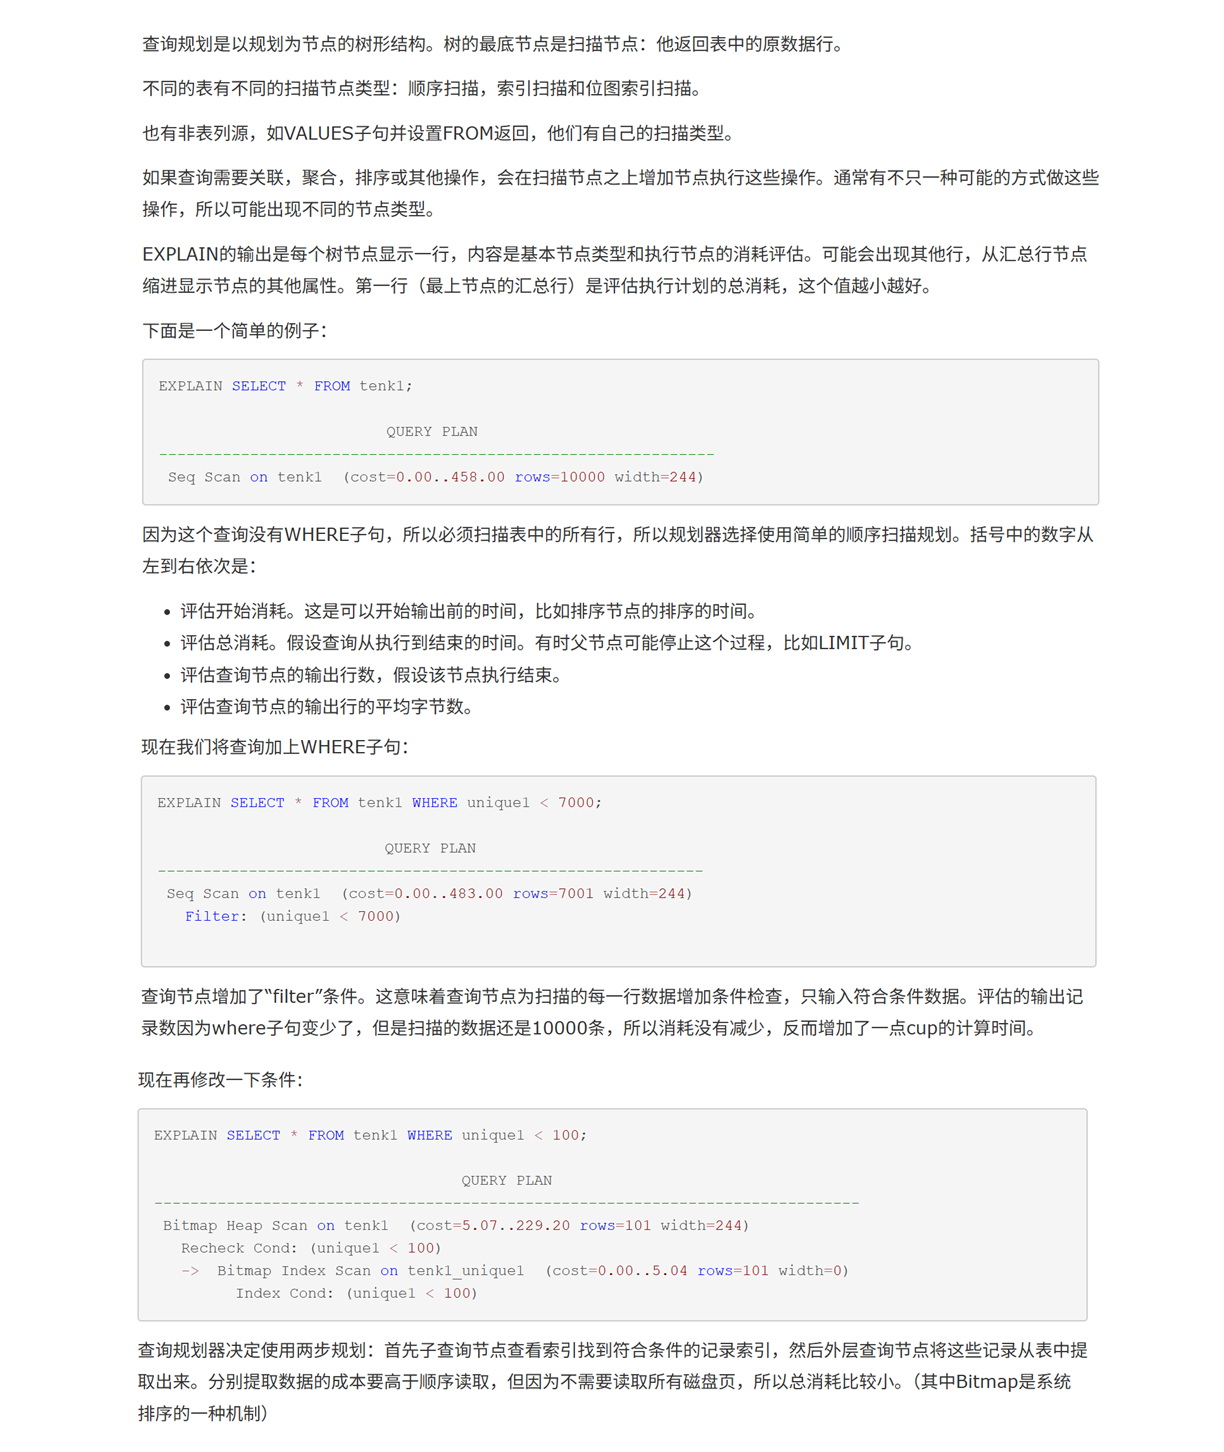 查询规划是以规划为节点的树形结构。树的最底节点是扫描节点：他返回表中的原数据行。
不同的表有不同的扫描节点类型：顺序扫描，索引扫描和位图索引扫描。
也有非表列源，如VALUES子句并设置FROM返回，他们有自己的扫描类型。
如果查询需要关联，聚合，排序或其他操作，会在扫描节点之上增加节点执行这些操作。通常有不只一种可能的方式做这些
操作，所以可能出现不同的节点类型。
EXPLAIN的输出是每个树节点显示一行，内容是基本节点类型和执行节点的消耗评估。可能会出现其他行，从汇总行节点
缩进显示节点的其他属性。第一行（最上节点的汇总行）是评估执行计划的总消耗，这个值越小越好。
下面是一个简单的例子：
EXPLAIN SELECT * FROM tenk1;
QUERY PLAN
-------------------------------------------------------------
Seq Scan on tenk1  (cost=0.00..458.00 rows=10000 width=244)
因为这个查询没有WHERE子句，所以必须扫描表中的所有行，所以规划器选择使用简单的顺序扫描规划。括号中的数字从
左到右依次是：
• 评估开始消耗。这是可以开始输出前的时间，比如排序节点的排序的时间。
• 评估总消耗。假设查询从执行到结束的时间。有时父节点可能停止这个过程，比如LIMIT子句。
• 评估查询节点的输出行数，假设该节点执行结束。
• 评估查询节点的输出行的平均字节数。
现在我们将查询加上WHERE子句：
EXPLAIN SELECT * FROM tenk1 WHERE unique1 < 7000;
QUERY PLAN
------------------------------------------------------------
Seq Scan on tenk1  (cost=0.00..483.00 rows=7001 width=244)
Filter: (unique1 < 7000)
查询节点增加了“filter”条件。这意味着查询节点为扫描的每一行数据增加条件检查，只输入符合条件数据。评估的输出记
录数因为where子句变少了，但是扫描的数据还是10000条，所以消耗没有减少，反而增加了一点cup的计算时间。
现在再修改一下条件：
EXPLAIN SELECT * FROM tenk1 WHERE unique1 < 100;
QUERY PLAN
------------------------------------------------------------------------------
Bitmap Heap Scan on tenk1  (cost=5.07..229.20 rows=101 width=244)
Recheck Cond: (unique1 < 100)
->  Bitmap Index Scan on tenk1_unique1  (cost=0.00..5.04 rows=101 width=0)
Index Cond: (unique1 < 100)
查询规划器决定使用两步规划：首先子查询节点查看索引找到符合条件的记录索引，然后外层查询节点将这些记录从表中提
取出来。分别提取数据的成本要高于顺序读取，但因为不需要读取所有磁盘页，所以总消耗比较小。（其中Bitmap是系统
排序的一种机制）